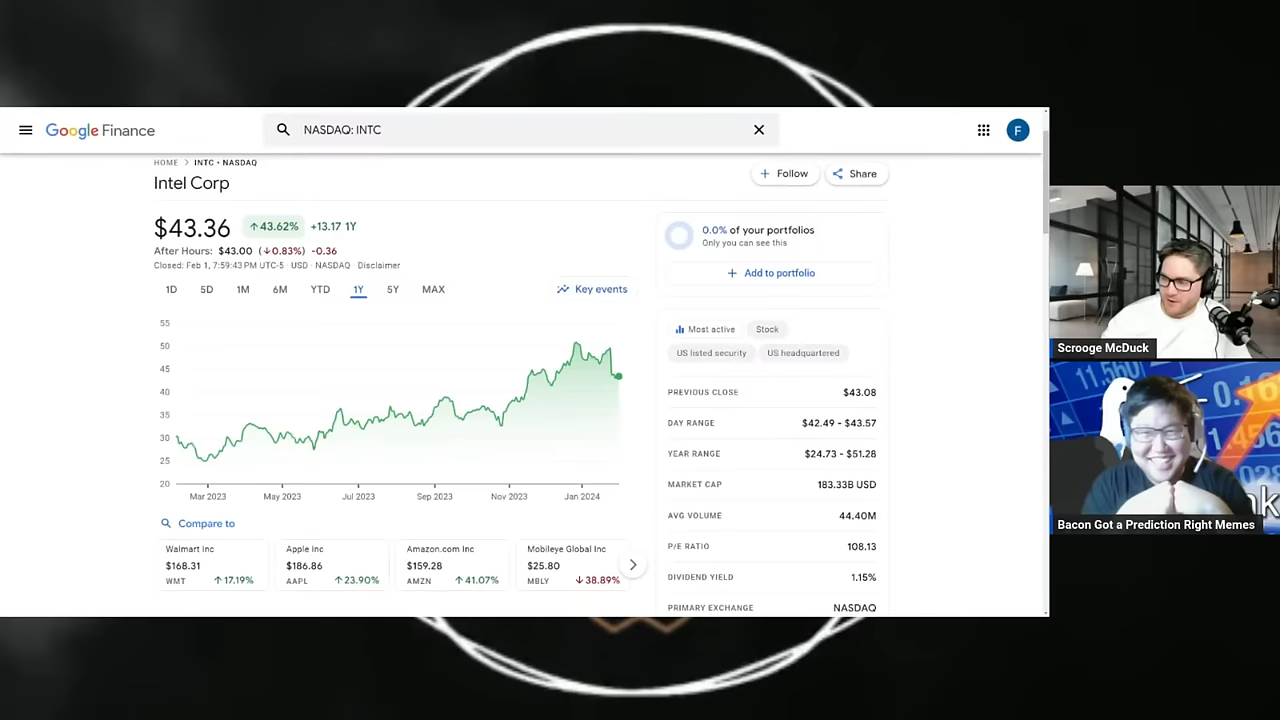 Google Finance
NASDAQ: INTC
F
HOME > INTC • NASDAQ
Intel Corp
+ Follow
Share
$43.36 ↑43.62% +13.17 1Y
After Hours: $43.00 (↓0.83%) -0.36
Closed: Feb 1, 7:59:43 PM UTC-5 · USD · NASDAQ · Disclaimer
1D 5D 1M 6M YTD 1Y 5Y MAX
Key events
55
50
45
40
35
30
25
20
Mar 2023 May 2023 Jul 2023 Sep 2023 Nov 2023 Jan 2024
Compare to
Walmart Inc
$168.31
WMT ↑17.19%
Apple Inc
$186.86
AAPL ↑23.90%
Amazon.com Inc
$159.28
AMZN ↑41.07%
Mobileye Global Inc
$25.80
MBLY ↓38.89%
0.0% of your portfolios
Only you can see this
+ Add to portfolio
Most active
Stock
US listed security
US headquartered
PREVIOUS CLOSE $43.08
DAY RANGE $42.49 - $43.57
YEAR RANGE $24.73 - $51.28
MARKET CAP 183.33B USD
AVG VOLUME 44.40M
P/E RATIO 108.13
DIVIDEND YIELD 1.15%
PRIMARY EXCHANGE NASDAQ
Scrooge McDuck
11.560
0.16
1.456
Bacon Got a Prediction Right Memes